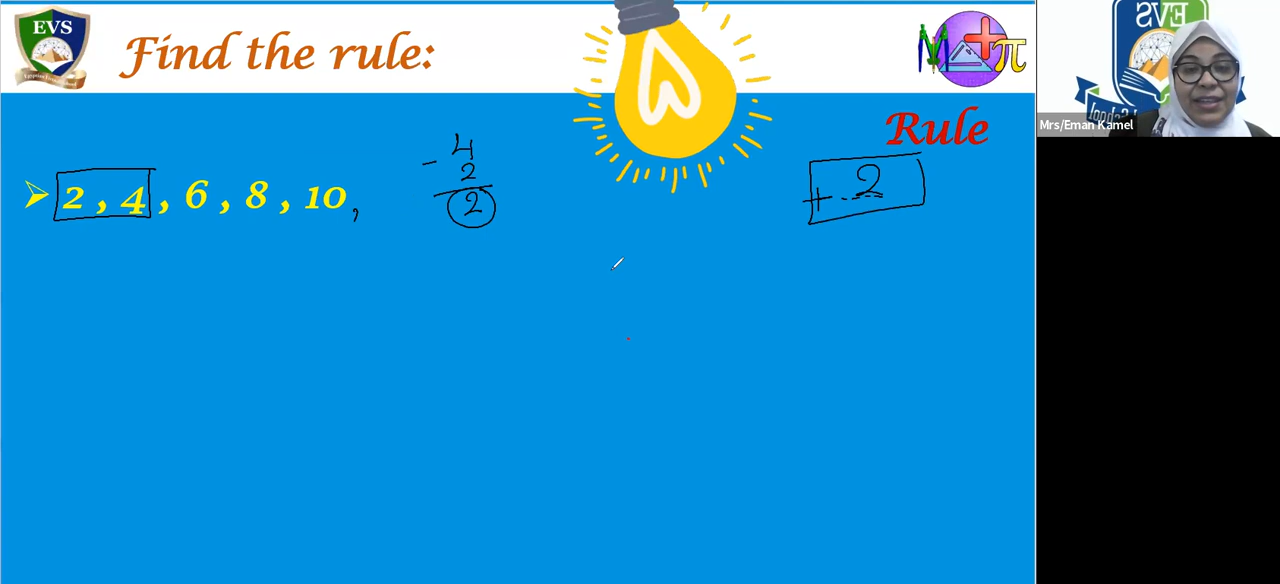 EVS
Find the rule:
M + π
Mrs/Eman Kamel
Rule
2 , 4 , 6 , 8 , 10 ,
- 4
2
2
+ 2